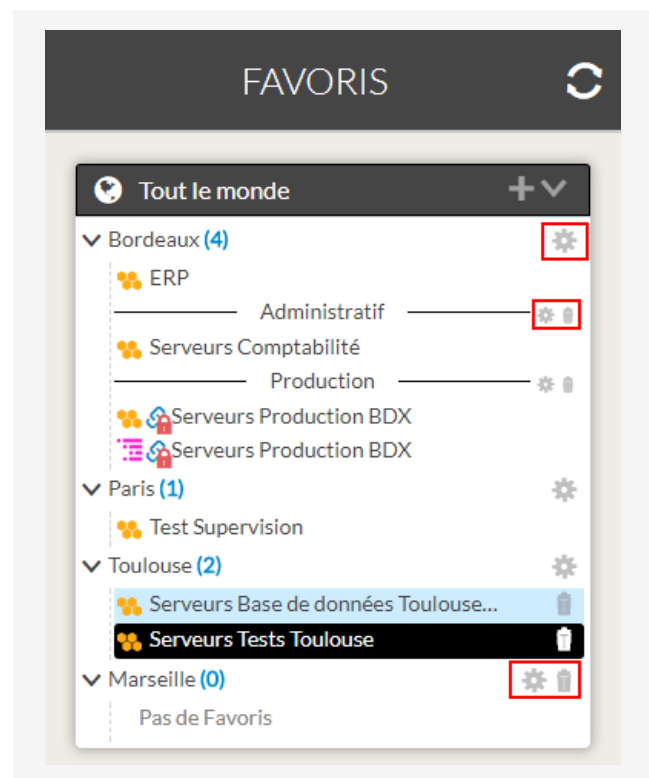 FAVORIS
Tout le monde
Bordeaux (4)
ERP
Administratif
Serveurs Comptabilité
Production
Serveurs Production BDX
Serveurs Production BDX
Paris (1)
Test Supervision
Toulouse (2)
Serveurs Base de données Toulouse...
Serveurs Tests Toulouse
Marseille (0)
Pas de Favoris